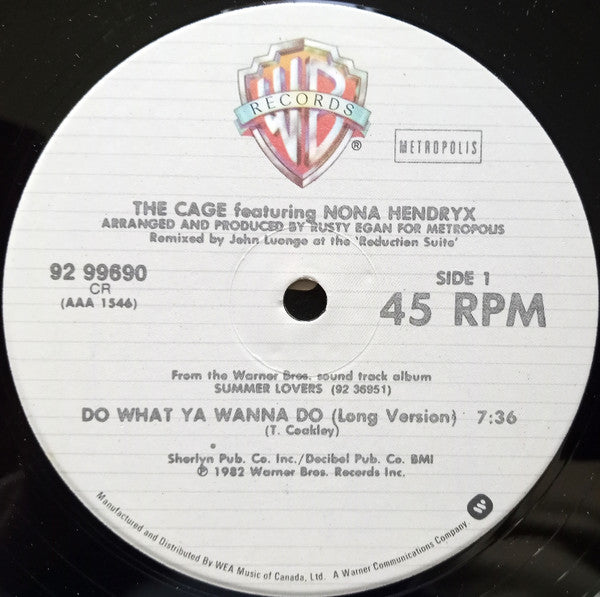 WB
RECORDS
®
METROPOLIS
THE CAGE featuring NONA HENDRYX
ARRANGED AND PRODUCED BY RUSTY EGAN FOR METROPOLIS
Remixed by John Luongo at the 'Reduction Suite'
92 99690
CR
(AAA 1546)
SIDE 1
45 RPM
From the Warner Bros. sound track album
SUMMER LOVERS (92 36951)
DO WHAT YA WANNA DO (Long Version) 7:36
(T. Coakley)
Sherlyn Pub. Co. Inc./Decibel Pub. Co. BMI
℗ 1982 Warner Bros. Records Inc.
Manufactured and Distributed By WEA Music of Canada, Ltd. A Warner Communications Company